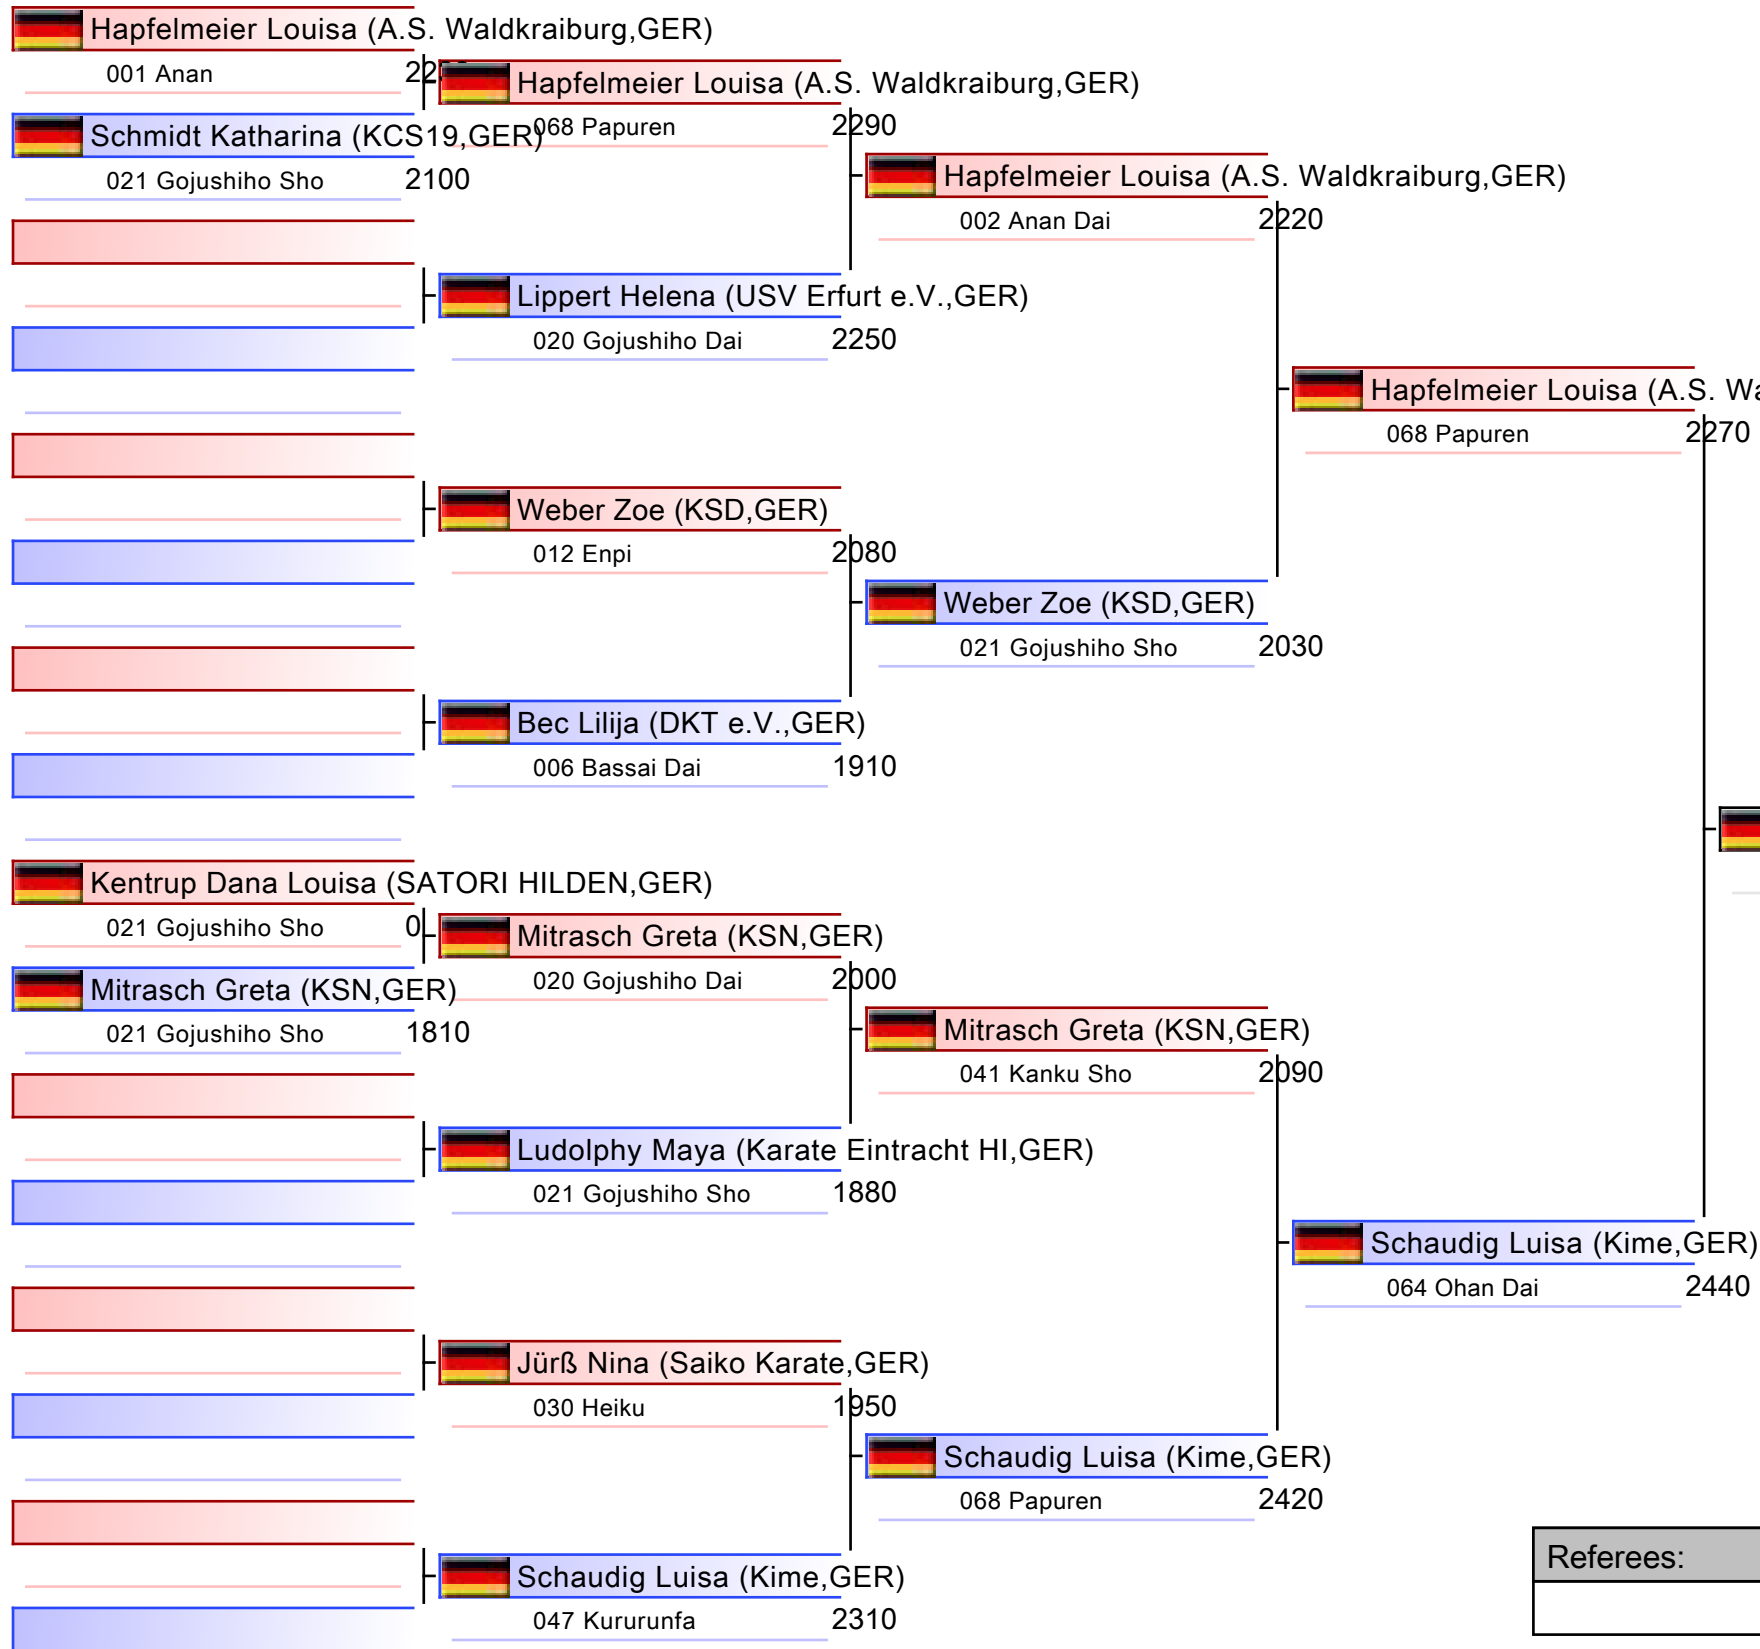 Hapfelmeier Louisa (A.S. Waldkraiburg,GER)
001 Anan
Schmidt Katharina (KCS19,GER)
021 Gojushiho Sho 2100
Kentrup Dana Louisa (SATORI HILDEN,GER)
021 Gojushiho Sho 0
Mitrasch Greta (KSN,GER)
021 Gojushiho Sho 1810
Hapfelmeier Louisa (A.S. Waldkraiburg,GER)
068 Papuren 2290
Lippert Helena (USV Erfurt e.V.,GER)
020 Gojushiho Dai 2250
Weber Zoe (KSD,GER)
012 Enpi 2080
Bec Lilija (DKT e.V.,GER)
006 Bassai Dai 1910
Mitrasch Greta (KSN,GER)
020 Gojushiho Dai 2000
Ludolphy Maya (Karate Eintracht HI,GER)
021 Gojushiho Sho 1880
Jürß Nina (Saiko Karate,GER)
030 Heiku 1950
Schaudig Luisa (Kime,GER)
047 Kururunfa 2310
Hapfelmeier Louisa (A.S. Waldkraiburg,GER)
002 Anan Dai 2220
Weber Zoe (KSD,GER)
021 Gojushiho Sho 2030
Mitrasch Greta (KSN,GER)
041 Kanku Sho 2090
Schaudig Luisa (Kime,GER)
068 Papuren 2420
Hapfelmeier Louisa (A.S.
068 Papuren 2270
Schaudig Luisa (Kime,GER)
064 Ohan Dai 2440
Referees: